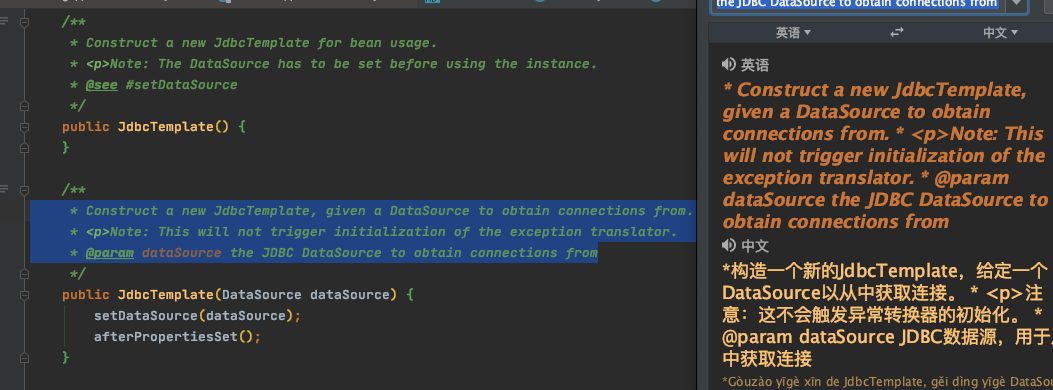 /**
* Construct a new JdbcTemplate for bean usage.
* <p>Note: The DataSource has to be set before using the instance.
* @see #setDataSource
*/
public JdbcTemplate() {
}
/**
* Construct a new JdbcTemplate, given a DataSource to obtain connections from.
* <p>Note: This will not trigger initialization of the exception translator.
* @param dataSource the JDBC DataSource to obtain connections from
*/
public JdbcTemplate(DataSource dataSource) {
setDataSource(dataSource);
afterPropertiesSet();
}
the JDBC DataSource to obtain connections from
英语 中文
英语
* Construct a new JdbcTemplate,
given a DataSource to obtain
connections from. * <p>Note: This
will not trigger initialization of the
exception translator. * @param
dataSource the JDBC DataSource to
obtain connections from
中文
*构造一个新的JdbcTemplate，给定一个
DataSource以从中获取连接。 * <p>注
意：这不会触发异常转换器的初始化。 *
@param dataSource JDBC数据源，用于从
中获取连接
*Gòuzào yīgè xīn de JdbcTemplate, gěi dìng yīgè DataSou